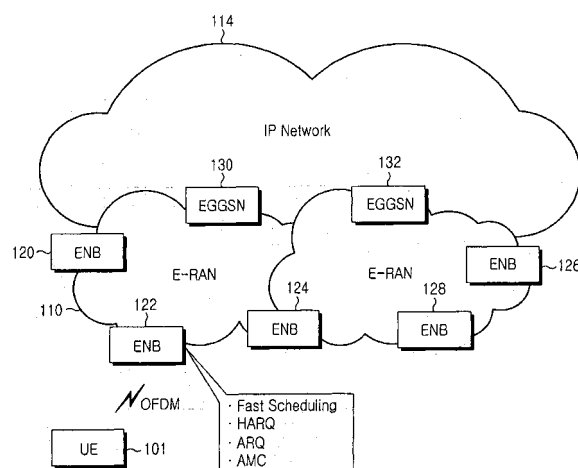 114
IP Network
130
132
EGGSN
EGGSN
120
ENB
ENB
126
E-RAN
E-RAN
110
122
124
128
ENB
ENB
ENB
OFDM
· Fast Scheduling
· HARQ
· ARQ
· AMC
UE
101